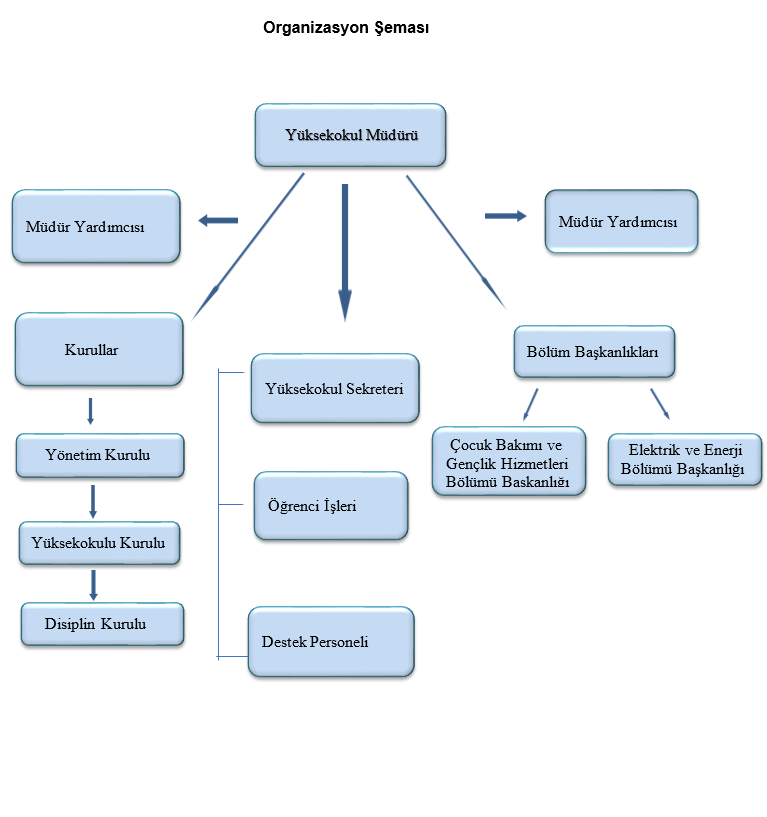 Organizasyon Şeması
Yüksekokul Müdürü
Müdür Yardımcısı
Müdür Yardımcısı
Kurullar
Yönetim Kurulu
Yüksekokulu Kurulu
Disiplin Kurulu
Yüksekokul Sekreteri
Öğrenci İşleri
Destek Personeli
Bölüm Başkanlıkları
Çocuk Bakımı ve
Gençlik Hizmetleri
Bölümü Baskanlığı
Elektrik ve Enerji
Bölümü Başkanlığı